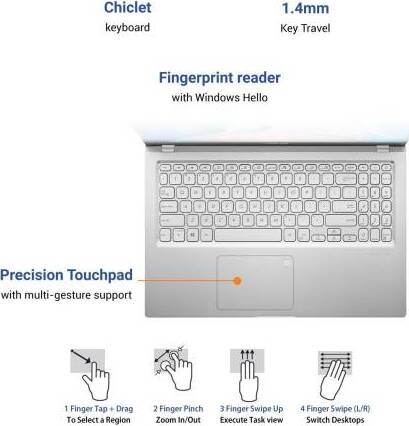 Chiclet
keyboard
1.4mm
Key Travel
Fingerprint reader
with Windows Hello
Precision Touchpad
with multi-gesture support
1 Finger Tap + Drag
To Select a Region
2 Finger Pinch
Zoom In/Out
3 Finger Swipe Up
Execute Task view
4 Finger Swipe (L/R)
Switch Desktops